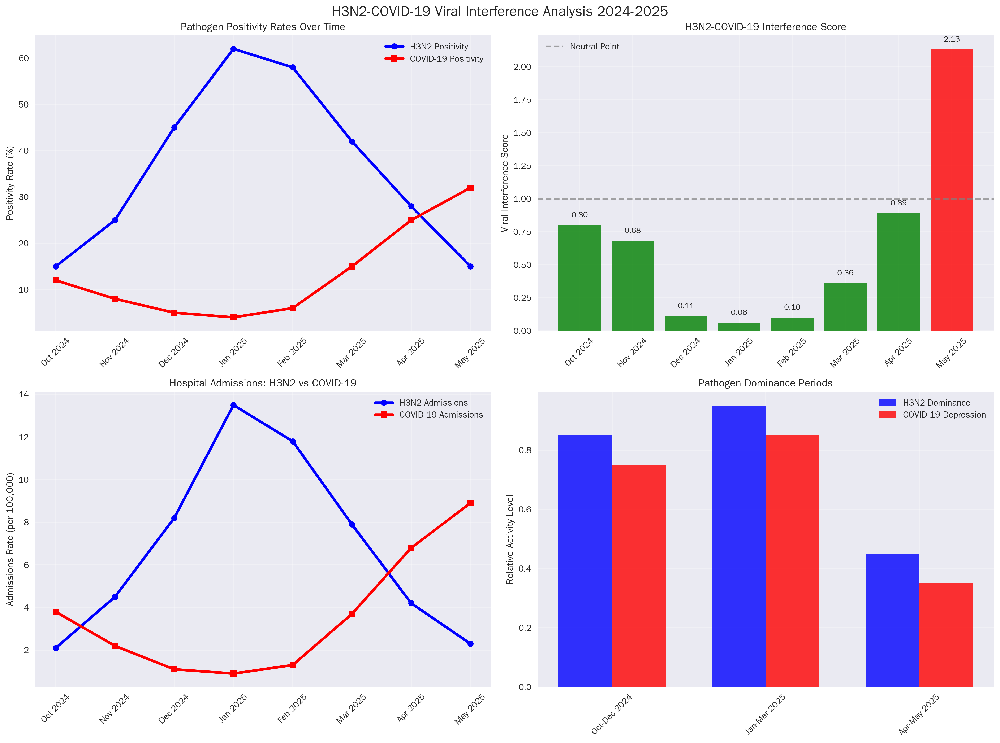 H3N2-COVID-19 Viral Interference Analysis 2024-2025
Pathogen Positivity Rates Over Time
Positivity Rate (%)
60
50
40
30
20
10
H3N2 Positivity
COVID-19 Positivity
Oct 2024
Nov 2024
Dec 2024
Jan 2025
Feb 2025
Mar 2025
Apr 2025
May 2025
H3N2-COVID-19 Interference Score
Viral Interference Score
2.00
1.75
1.50
1.25
1.00
0.75
0.50
0.25
0.00
Neutral Point
0.80
0.68
0.11
0.06
0.10
0.36
0.89
2.13
Oct 2024
Nov 2024
Dec 2024
Jan 2025
Feb 2025
Mar 2025
Apr 2025
May 2025
Hospital Admissions: H3N2 vs COVID-19
Admissions Rate (per 100,000)
14
12
10
8
6
4
2
H3N2 Admissions
COVID-19 Admissions
Oct 2024
Nov 2024
Dec 2024
Jan 2025
Feb 2025
Mar 2025
Apr 2025
May 2025
Pathogen Dominance Periods
Relative Activity Level
0.8
0.6
0.4
0.2
0.0
H3N2 Dominance
COVID-19 Depression
Oct-Dec 2024
Jan-Mar 2025
Apr-May 2025